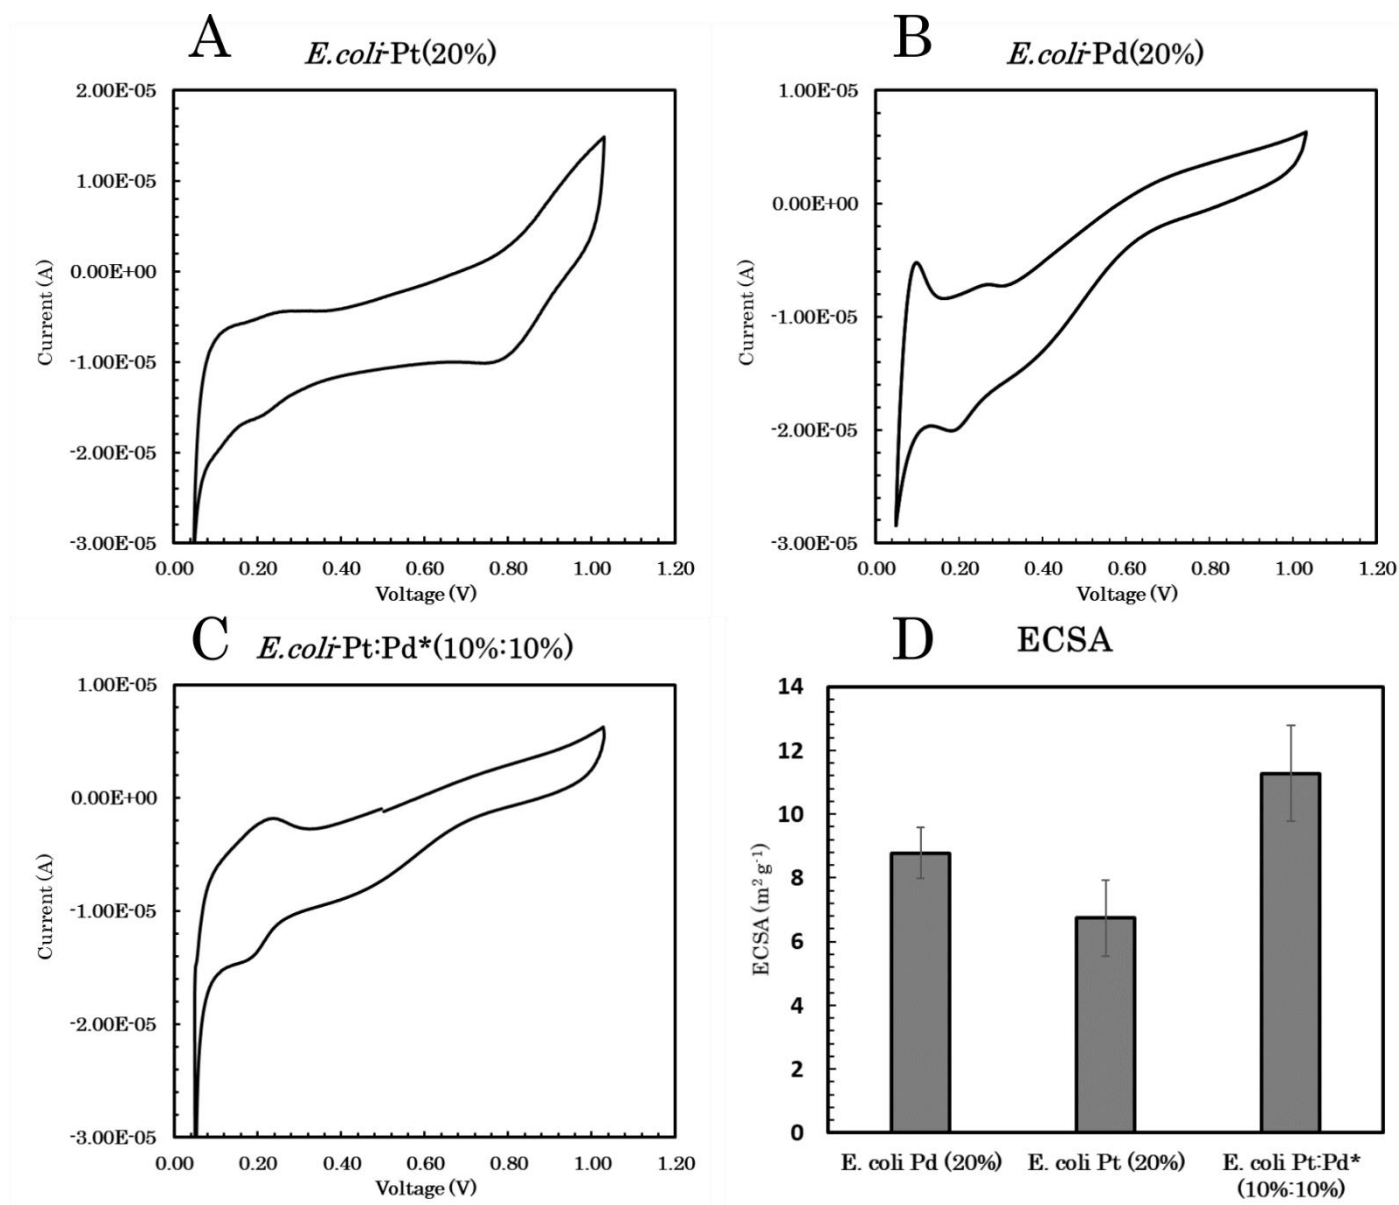 A
E.coli-Pt(20%)
2.00E-05
1.00E-05
0.00E+00
-1.00E-05
-2.00E-05
-3.00E-05
Current (A)
0.00 0.20 0.40 0.60 0.80 1.00 1.20
Voltage (V)
B
E.coli-Pd(20%)
1.00E-05
0.00E+00
-1.00E-05
-2.00E-05
-3.00E-05
Current (A)
0.00 0.20 0.40 0.60 0.80 1.00 1.20
Voltage (V)
C
E.coli-Pt:Pd*(10%:10%)
1.00E-05
0.00E+00
-1.00E-05
-2.00E-05
-3.00E-05
Current (A)
0.00 0.20 0.40 0.60 0.80 1.00 1.20
Voltage (V)
D
ECSA
14
12
10
8
6
4
2
0
ECSA (m² g⁻¹)
E. coli Pd (20%)
E. coli Pt (20%)
E. coli Pt:Pd*
(10%:10%)